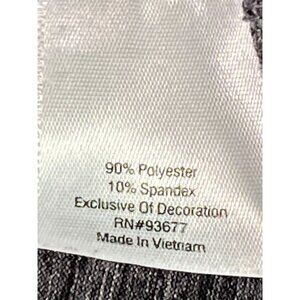 90% Polyester
10% Spandex
Exclusive Of Decoration
RN#93677
Made In Vietnam